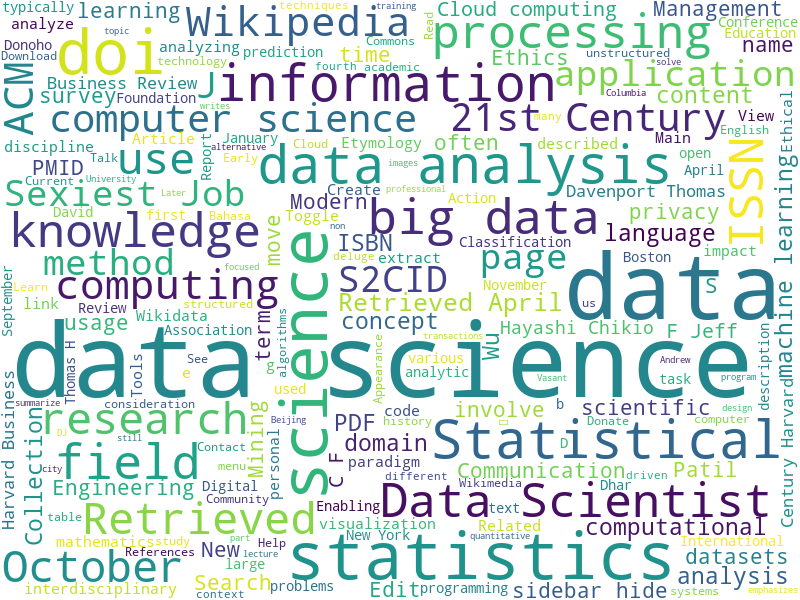 typically
learning
Wikipedia
techniques
training
Cloud computing
Management
analyze
Donoho
topic
Commons
Read
processing
Conference
Education
Download
doi
analyzing
prediction
fourth
academic
Ethics
unstructured
name
technology
time
solve
ACM
Business Review
J
information
application
survey
Foundation
writes
Columbia
content
computer science
21st Century
many
View
discipline
Article
January
Etymology
often
described
Main
English
Report
alternative
PMID
Talk
Early
Cloud
use
data analysis
images
open
April
ISSN
Ethical
Current
University
Later
professional
Davenport Thomas
Sexiest Job
Modern
Create
Action
privacy
David
first
Bahasa
Toggle
non
big data
language
knowledge
move
ISBN
Classification
Boston
impact
method
science
deluge
extract
page
data
machine learning
September
Learn
focused
S2CID
November
us
S
computing
structured
link
Review
term
Retrieved April
usage
Wikidata
concept
Wu
Hayashi Chikio
F Jeff
description
Association
algorithms
transactions
data science
See
g
Appearance
various
Andrew
Thomas H
Tools
e
used
analytic
Vasant
task
program
Harvard Business
summarize
consideration
code
involve
b
scientific
design
research
Mining
PDF
history
Donate
computer
Century Harvard
DJ
still
Beijing
Collection
Contact
personal
domain
Statistical
field
city
menu
C F
paradigm
different
Communication
D
driven
Patil
Engineering
Digital
Enabling
Wikimedia
Dhar
Community
text
Data Scientist
table
Retrieved
visualization
Related
computational
mathematics
study
New York
International
part
Help
quantitative
October
References
New
lecture
statistics
datasets
Search
large
analysis
interdisciplinary
context
problems
Edit
programming
sidebar hide
systems
emphasizes